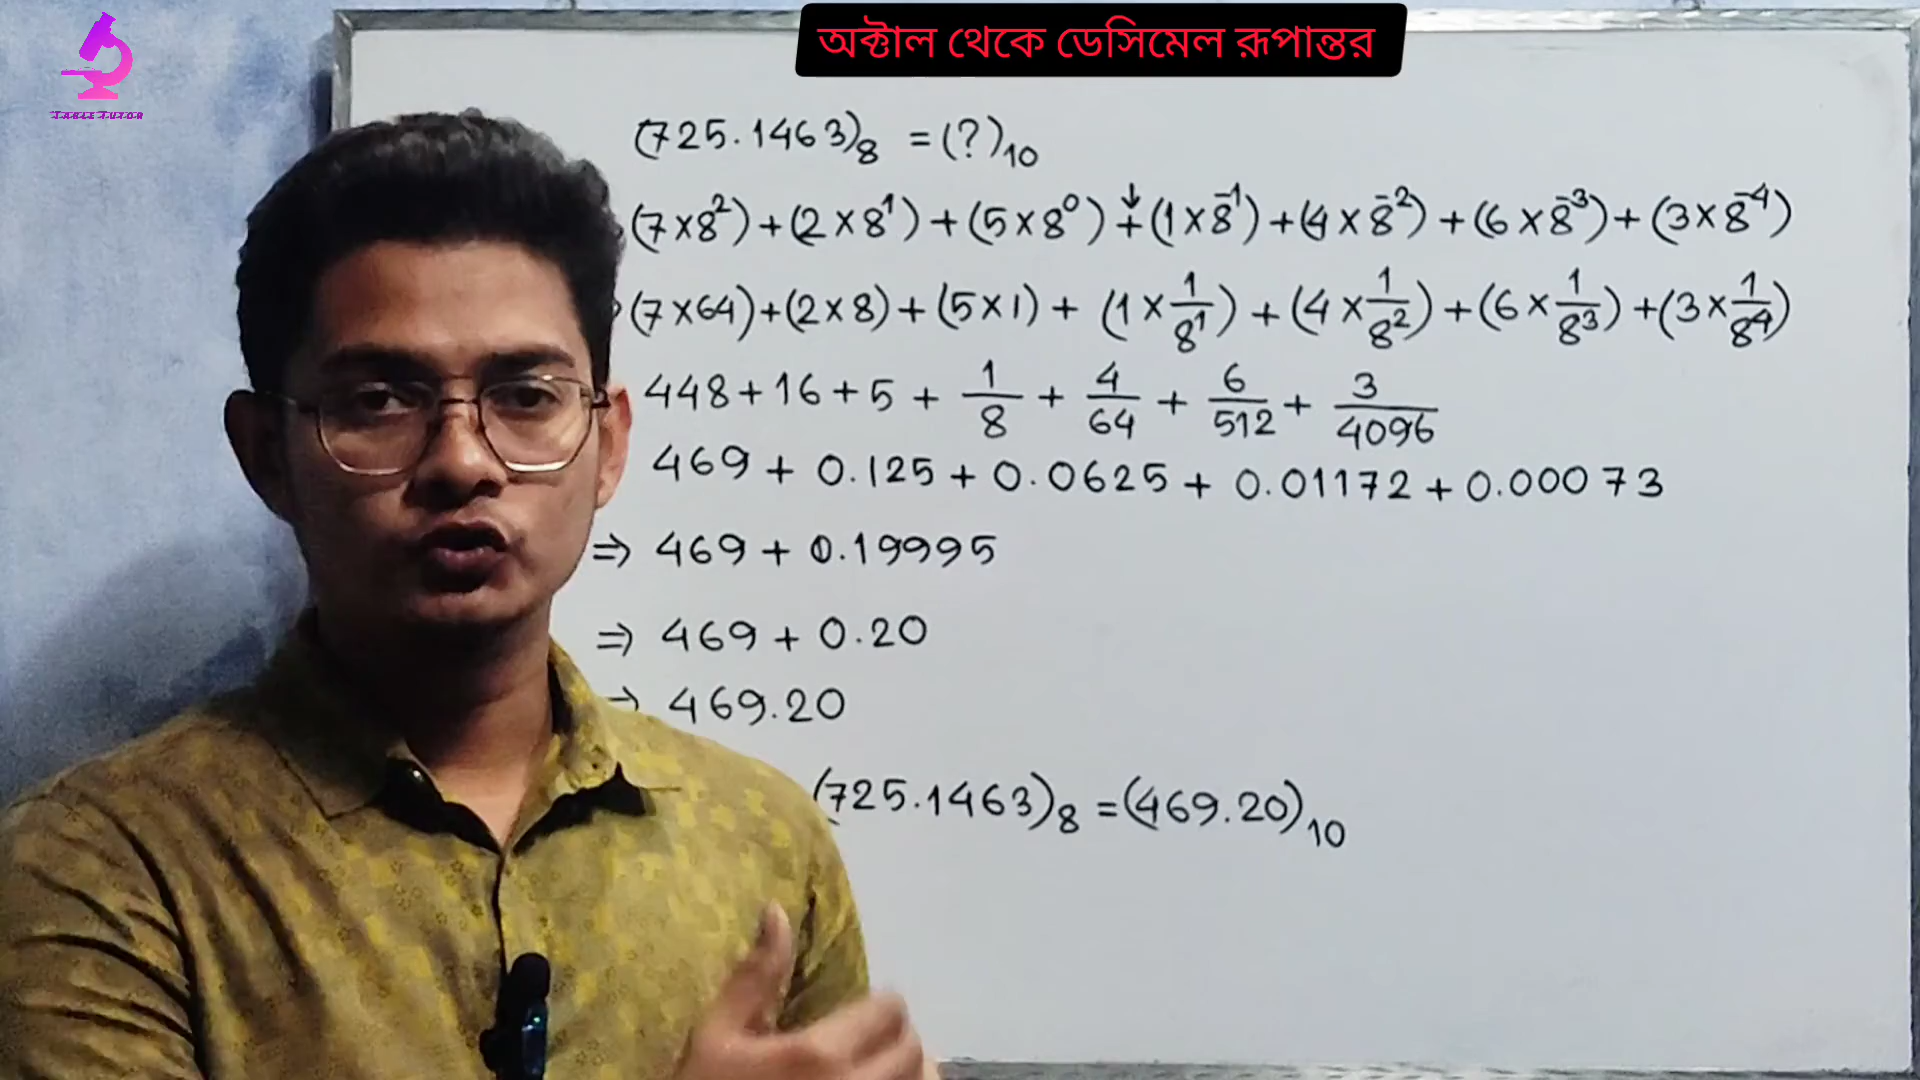 অক্টাল থেকে ডেসিমেল রূপান্তর
TABLE TUTOR
(725.1463)₈ = (?)₁₀
(7×8²)+(2×8¹)+(5×8⁰)+(1×8⁻¹)+(4×8⁻²)+(6×8⁻³)+(3×8⁻⁴)
(7×64)+(2×8)+(5×1)+(1×1/8¹)+(4×1/8²)+(6×1/8³)+(3×1/8⁴)
448+16+5+1/8+4/64+6/512+3/4096
469+0.125+0.0625+0.01172+0.00073
⇒ 469+0.19995
⇒ 469+0.20
⇒ 469.20
(725.1463)₈=(469.20)₁₀